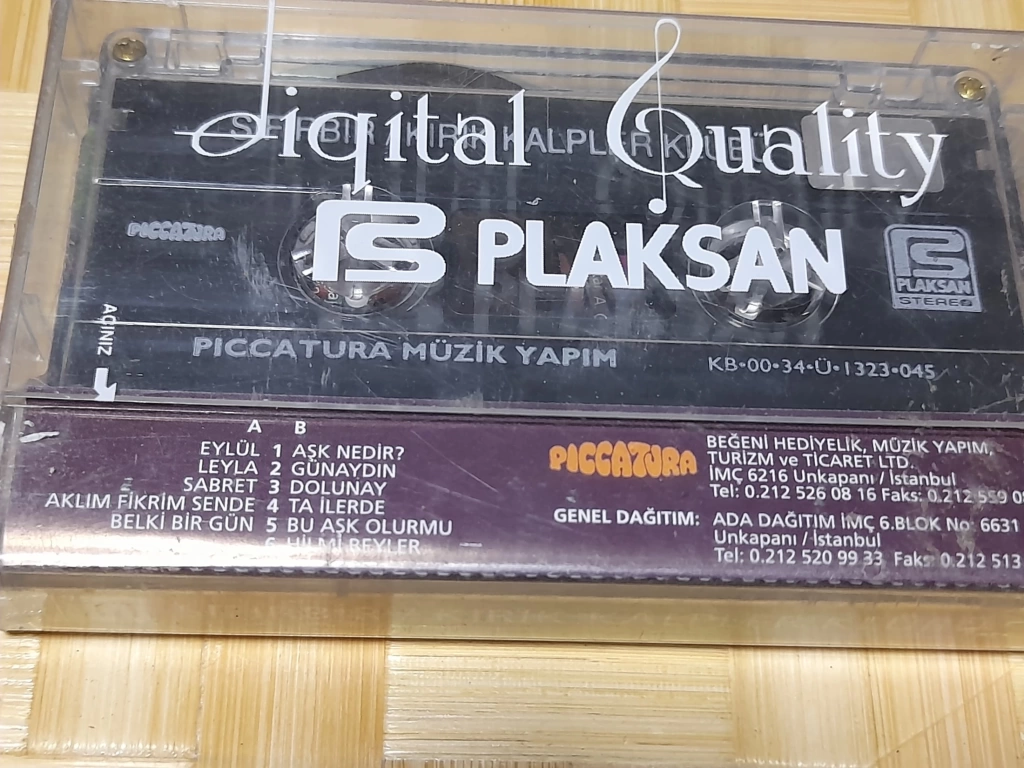 Digital Quality
KIRIK KALPLER
PICCATURA
PLAKSAN
PLAKSAN
STEREO
AÇINIZ
PICCATURA MÜZİK YAPIM
KB•00•34•Ü•1323•045
A B
EYLÜL 1 AŞK NEDİR?
LEYLA 2 GÜNAYDIN
SABRET 3 DOLUNAY
AKLIM FİKRİM SENDE 4 TA İLERDE
BELKİ BİR GÜN 5 BU AŞK OLURMU
6 HİLMİ BEYLER
PICCATURA
BEĞENİ HEDİYELİK, MÜZİK YAPIM,
TURİZM ve TİCARET LTD.
İMÇ 6216 Unkapanı / İstanbul
Tel: 0.212 526 08 16 Faks: 0.212 559
GENEL DAĞITIM: ADA DAĞITIM İMÇ 6.BLOK No: 6631
Unkapanı / İstanbul
Tel: 0.212 520 99 33 Faks: 0.212 513